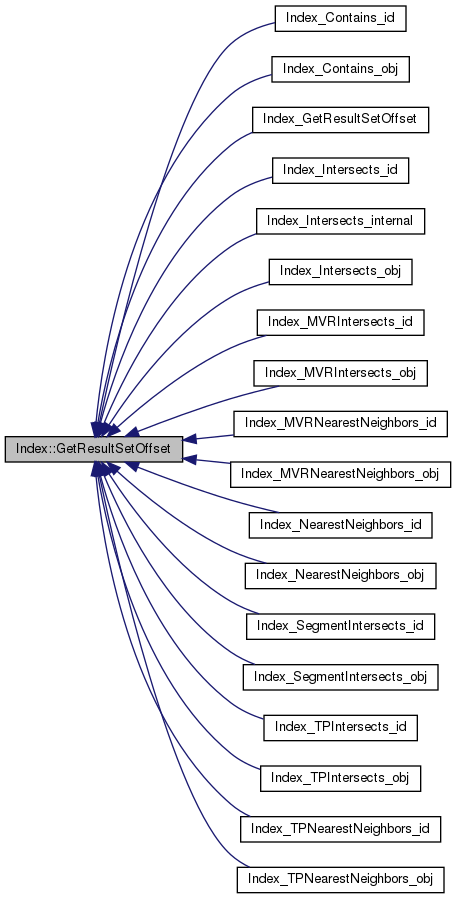 Index_Contains_id
Index_Contains_obj
Index_GetResultSetOffset
Index_Intersects_id
Index_Intersects_internal
Index_Intersects_obj
Index_MVRIntersects_id
Index_MVRIntersects_obj
Index_MVRNearestNeighbors_id
Index::GetResultSetOffset
Index_MVRNearestNeighbors_obj
Index_NearestNeighbors_id
Index_NearestNeighbors_obj
Index_SegmentIntersects_id
Index_SegmentIntersects_obj
Index_TPIntersects_id
Index_TPIntersects_obj
Index_TPNearestNeighbors_id
Index_TPNearestNeighbors_obj